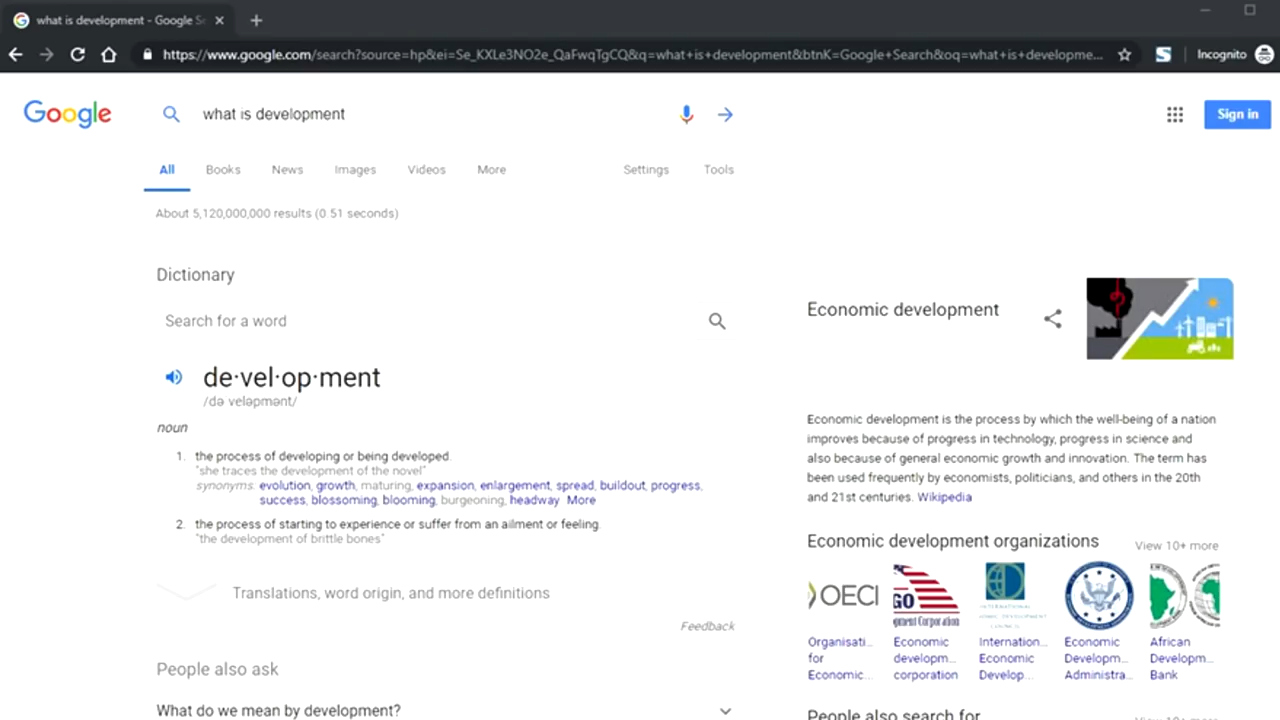 what is development - Google Se
https://www.google.com/search?source=hp&ei=Se_KXLe3NO2e_QaFwqTgCQ&q=what+is+development&btnK=Google+Search&oq=what+is+developme...
Incognito
Google
what is development
Sign in
All
Books
News
Images
Videos
More
Settings
Tools
About 5,120,000,000 results (0.51 seconds)
Dictionary
Search for a word
de·vel·op·ment
/də veləpmənt/
noun
1. the process of developing or being developed.
"she traces the development of the novel"
synonyms: evolution, growth, maturing, expansion, enlargement, spread, buildout, progress,
success, blossoming, blooming, burgeoning, headway More
2. the process of starting to experience or suffer from an ailment or feeling.
"the development of brittle bones"
Translations, word origin, and more definitions
Feedback
People also ask
What do we mean by development?
Economic development
Economic development is the process by which the well-being of a nation
improves because of progress in technology, progress in science and
also because of general economic growth and innovation. The term has
been used frequently by economists, politicians, and others in the 20th
and 21st centuries. Wikipedia
Economic development organizations
View 10+ more
OECI
GO
pment Corporation
Organisati...
for
Economic...
Economic
developm...
corporation
Internation...
Economic
Develop...
Economic
Developm...
Administra...
African
Developm...
Bank
People also search for
View 10+ more